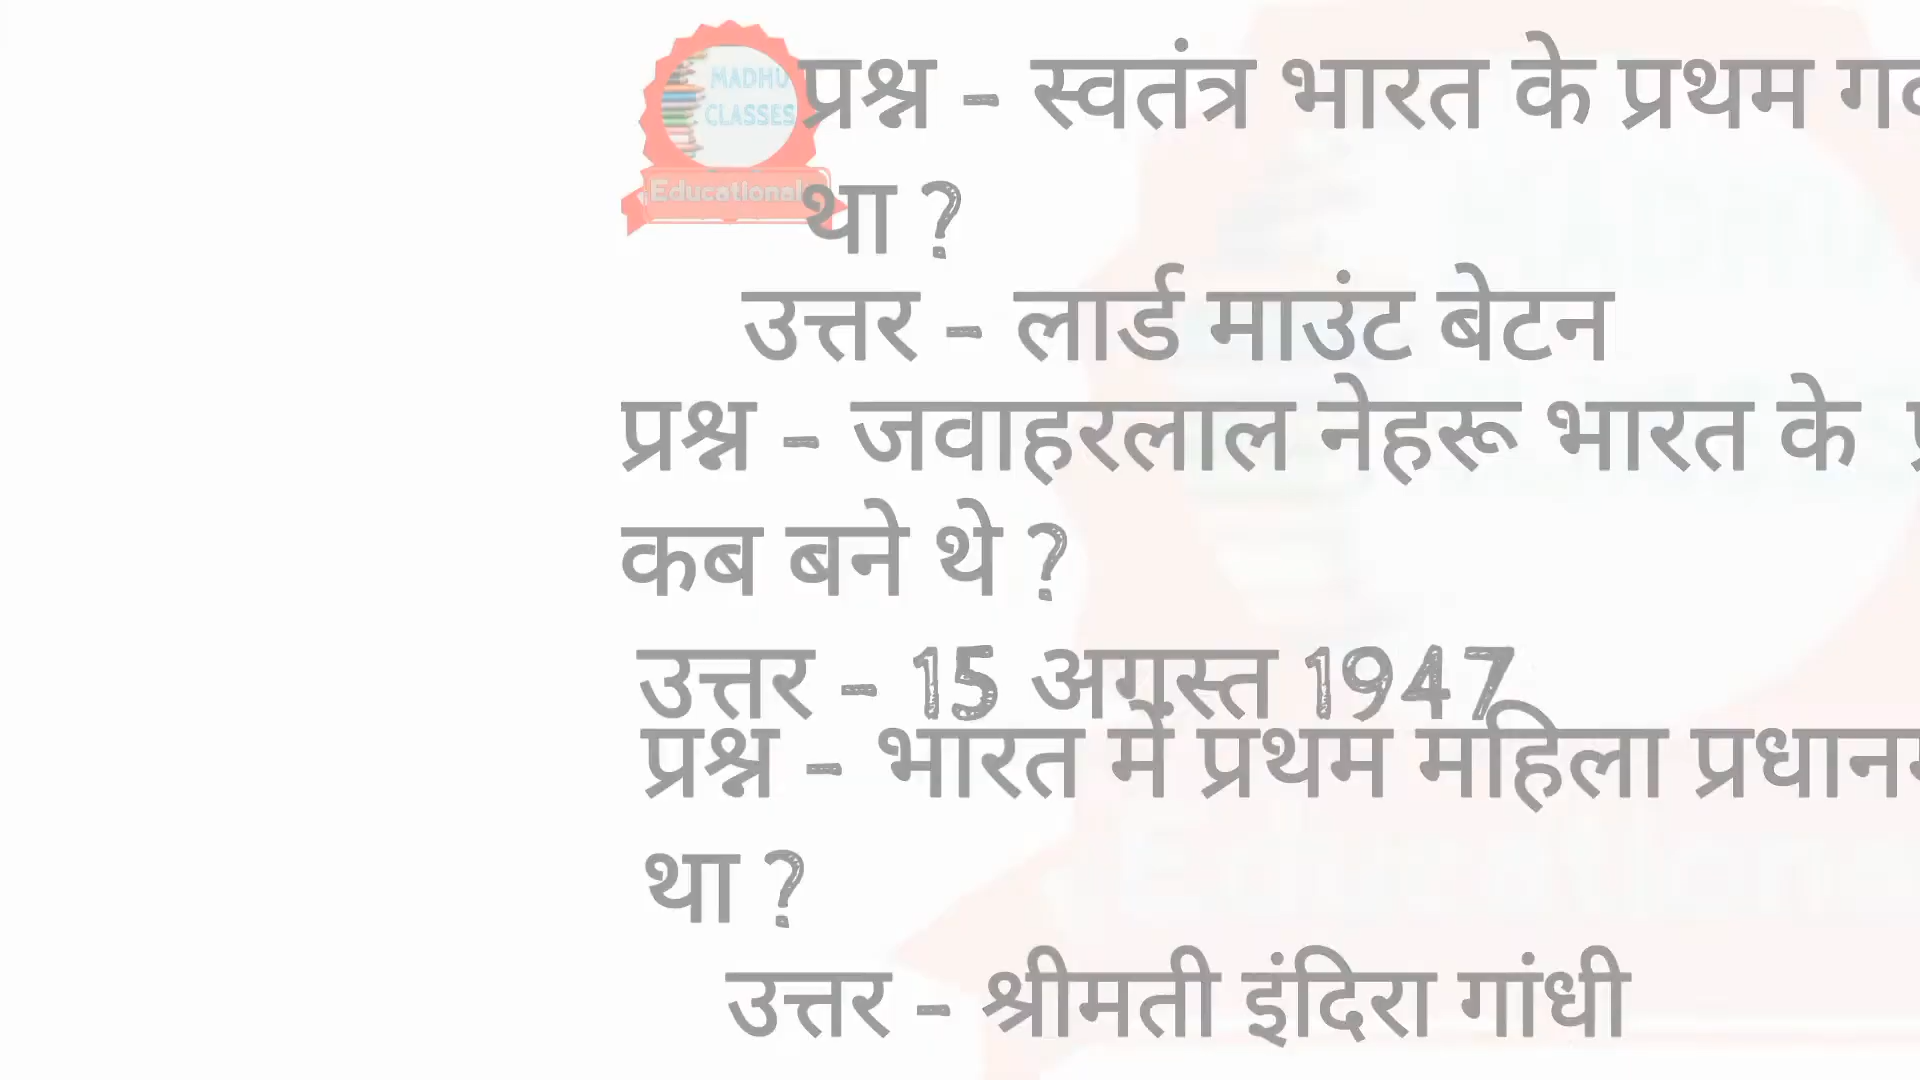 MADHU
CLASSES
Educational
प्रश्न - स्वतंत्र भारत के प्रथम
था ?
उत्तर - लार्ड माउंट बेटन
प्रश्न - जवाहरलाल नेहरू भारत के
कब बने थे ?
उत्तर - 15 अगस्त 1947
प्रश्न - भारत में प्रथम महिला
था ?
उत्तर - श्रीमती इंदिरा गांधी